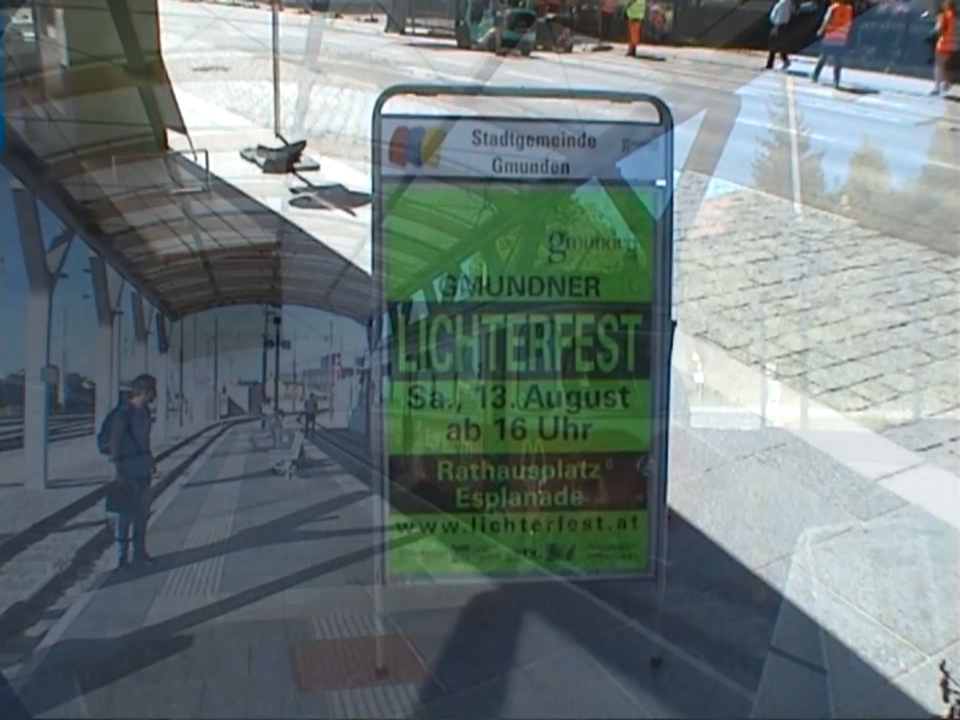 Stadtgemeinde
Gmunden
gmunden
GMUNDNER
LICHTERFEST
Sa., 13. August
ab 16 Uhr
Rathausplatz
Esplanade
www.lichterfest.at